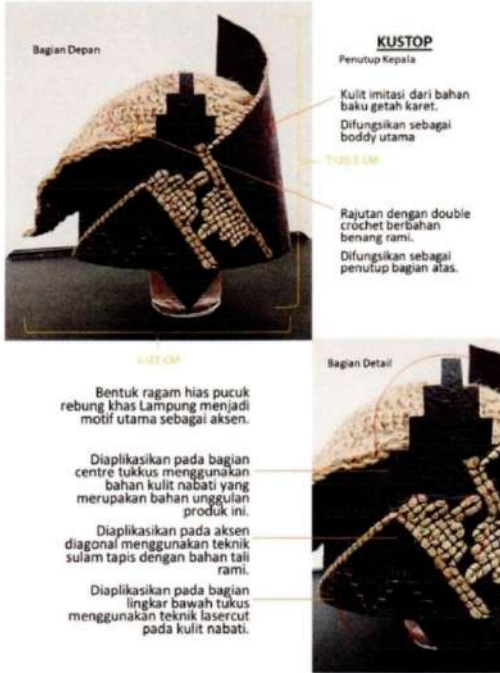 Bagian Depan
KUSTOP
Penutup Kepala
Kulit imitasi dari bahan
baku getah karet.
Difungsikan sebagai
boddy utama
Rajutan dengan double
crochet berbahan
benang rami.
Difungsikan sebagai
penutup bagian atas.
CM
Bentuk ragam hias pucuk
rebung khas Lampung menjadi
motif utama sebagai aksen.
Bagian Detail
Diaplikasikan pada bagian
centre tukkus menggunakan
bahan kulit nabati yang
merupakan bahan unggulan
produk ini.
Diaplikasikan pada aksen
diagonal menggunakan teknik
sulam tapis dengan bahan tali
rami.
Diaplikasikan pada bagian
lingkar bawah tukus
menggunakan teknik lasercut
pada kulit nabati.